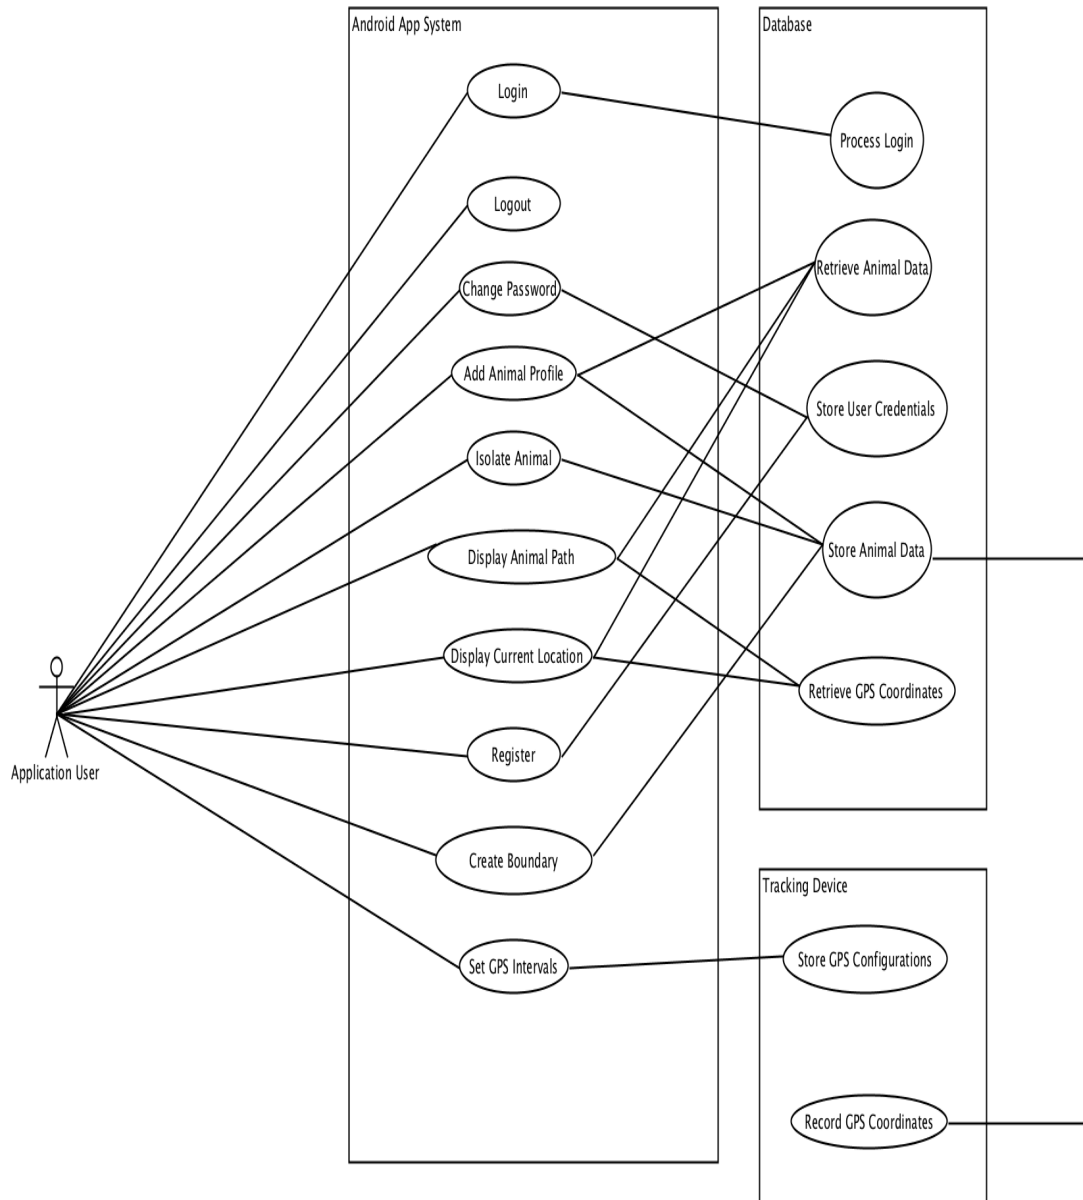 Android App System
Login
Logout
Change Password
Add Animal Profile
Isolate Animal
Display Animal Path
Display Current Location
Register
Create Boundary
Set GPS Intervals
Application User
Database
Process Login
Retrieve Animal Data
Store User Credentials
Store Animal Data
Retrieve GPS Coordinates
Tracking Device
Store GPS Configurations
Record GPS Coordinates